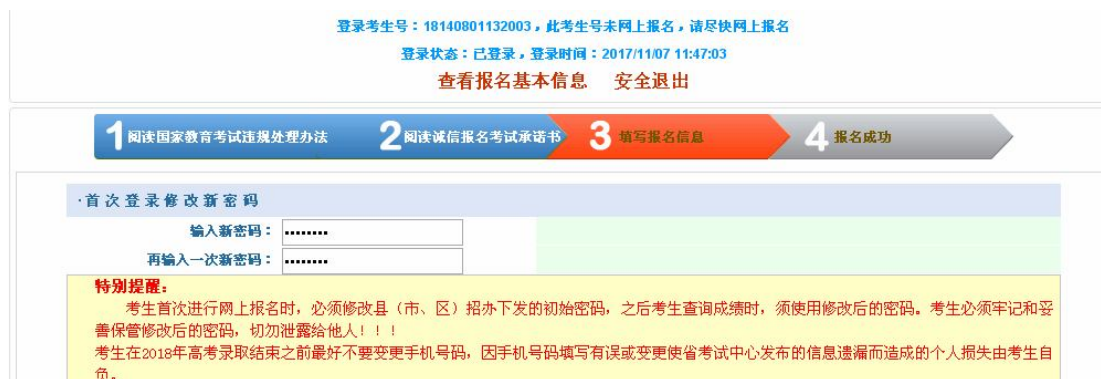 登录考生号：18140801132003，此考生号未网上报名，请尽快网上报名
登录状态：已登录，登录时间：2017/11/07 11:47:03
查看报名基本信息 安全退出
1 阅读国家教育考试违规处理办法 2 阅读诚信报名考试承诺书 3 填写报名信息 4 报名成功
·首次登录修改新密码
输入新密码：••••••••
再输入一次新密码：••••••••
特别提醒：
考生首次进行网上报名时，必须修改县（市、区）招办下发的初始密码，之后考生查询成绩时，须使用修改后的密码。考生必须牢记和妥
善保管修改后的密码，切勿泄露给他人！！！
考生在2018年高考录取结束之前最好不要变更手机号码，因手机号码填写有误或变更使省考试中心发布的信息遗漏而造成的个人损失由考生自
负。